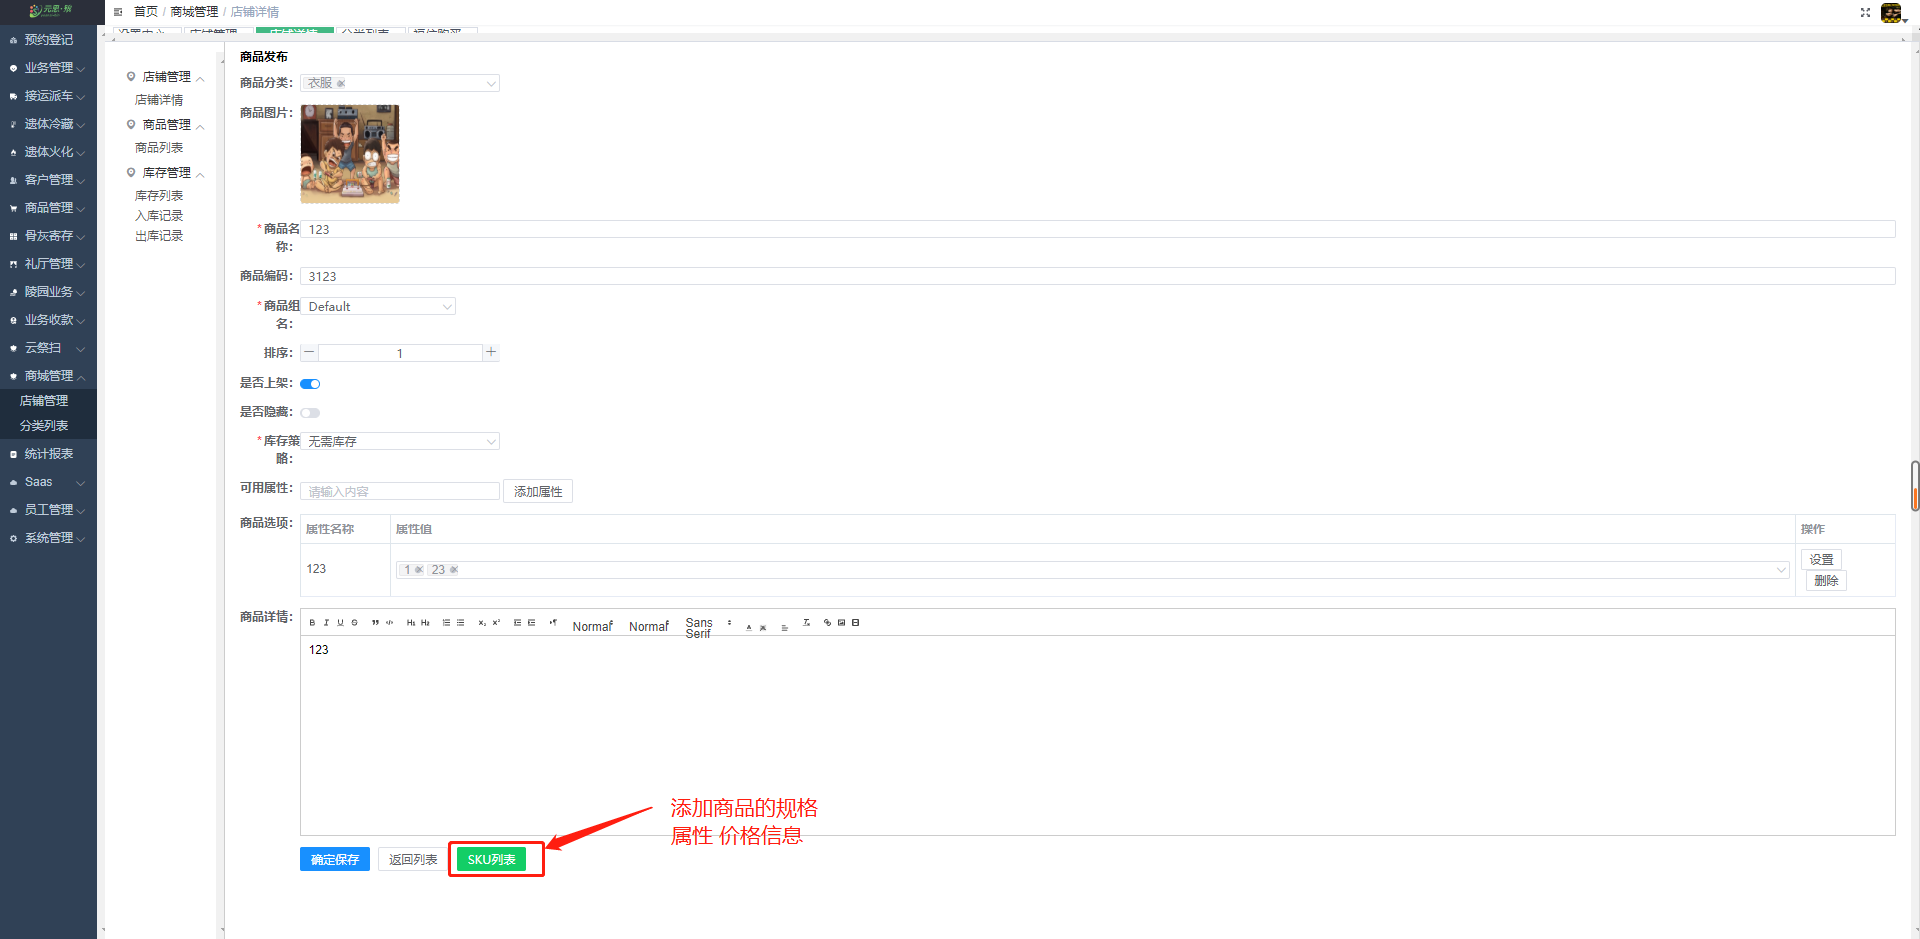 首页 / 商城管理 / 店铺详情
店铺管理
店铺详情
分类列表
预约登记
业务管理
接运派车
遗体冷藏
遗体火化
客户管理
商品管理
骨灰寄存
礼厅管理
陵园业务
业务收款
云祭扫
商城管理
店铺管理
分类列表
统计报表
Saas
员工管理
系统管理
店铺管理
店铺详情
商品管理
商品列表
库存管理
库存列表
入库记录
出库记录
商品发布
商品分类: 衣服
商品图片:
*商品名称: 123
商品编码: 3123
*商品组名: Default
排序: 1
是否上架:
是否隐藏:
*库存策略: 无需库存
可用属性: 请输入内容 添加属性
商品选项: 属性名称 属性值 操作
123 1 23 设置
删除
商品详情: Normal Normal Sans Serif
123
添加商品的规格
属性 价格信息
确定保存 返回列表 SKU列表